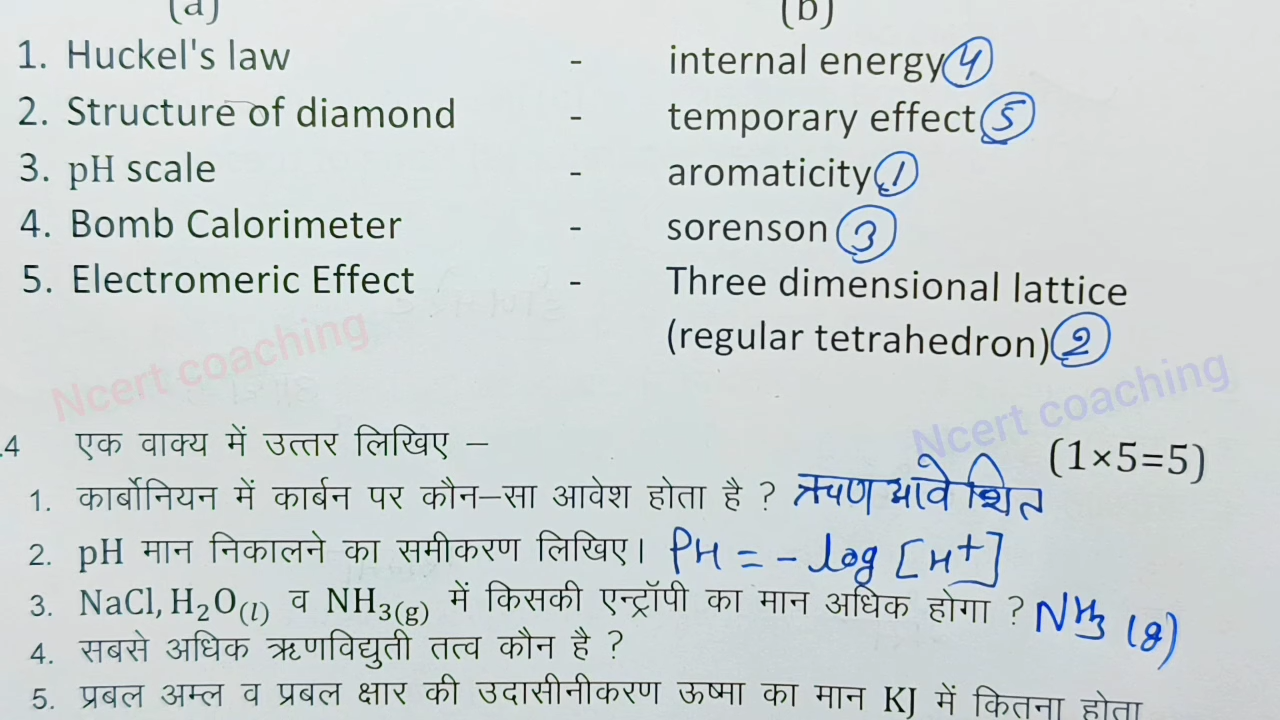 (a) (b)
1. Huckel's law - internal energy 4
2. Structure of diamond - temporary effect 5
3. pH scale - aromaticity 1
4. Bomb Calorimeter - sorenson 3
5. Electromeric Effect - Three dimensional lattice
(regular tetrahedron) 2
Ncert coaching
Ncert coaching
.4 एक वाक्य में उत्तर लिखिए – (1×5=5)
1. कार्बोनियन में कार्बन पर कौन–सा आवेश होता है ? ऋण आवेशित
2. pH मान निकालने का समीकरण लिखिए। PH = - log [H+]
3. NaCl, H₂O(l) व NH₃(g) में किसकी एन्ट्रॉपी का मान अधिक होगा ? NH₃ (g)
4. सबसे अधिक ऋणविद्युती तत्व कौन है ?
5. प्रबल अम्ल व प्रबल क्षार की उदासीनीकरण ऊष्मा का मान KJ में कितना होता